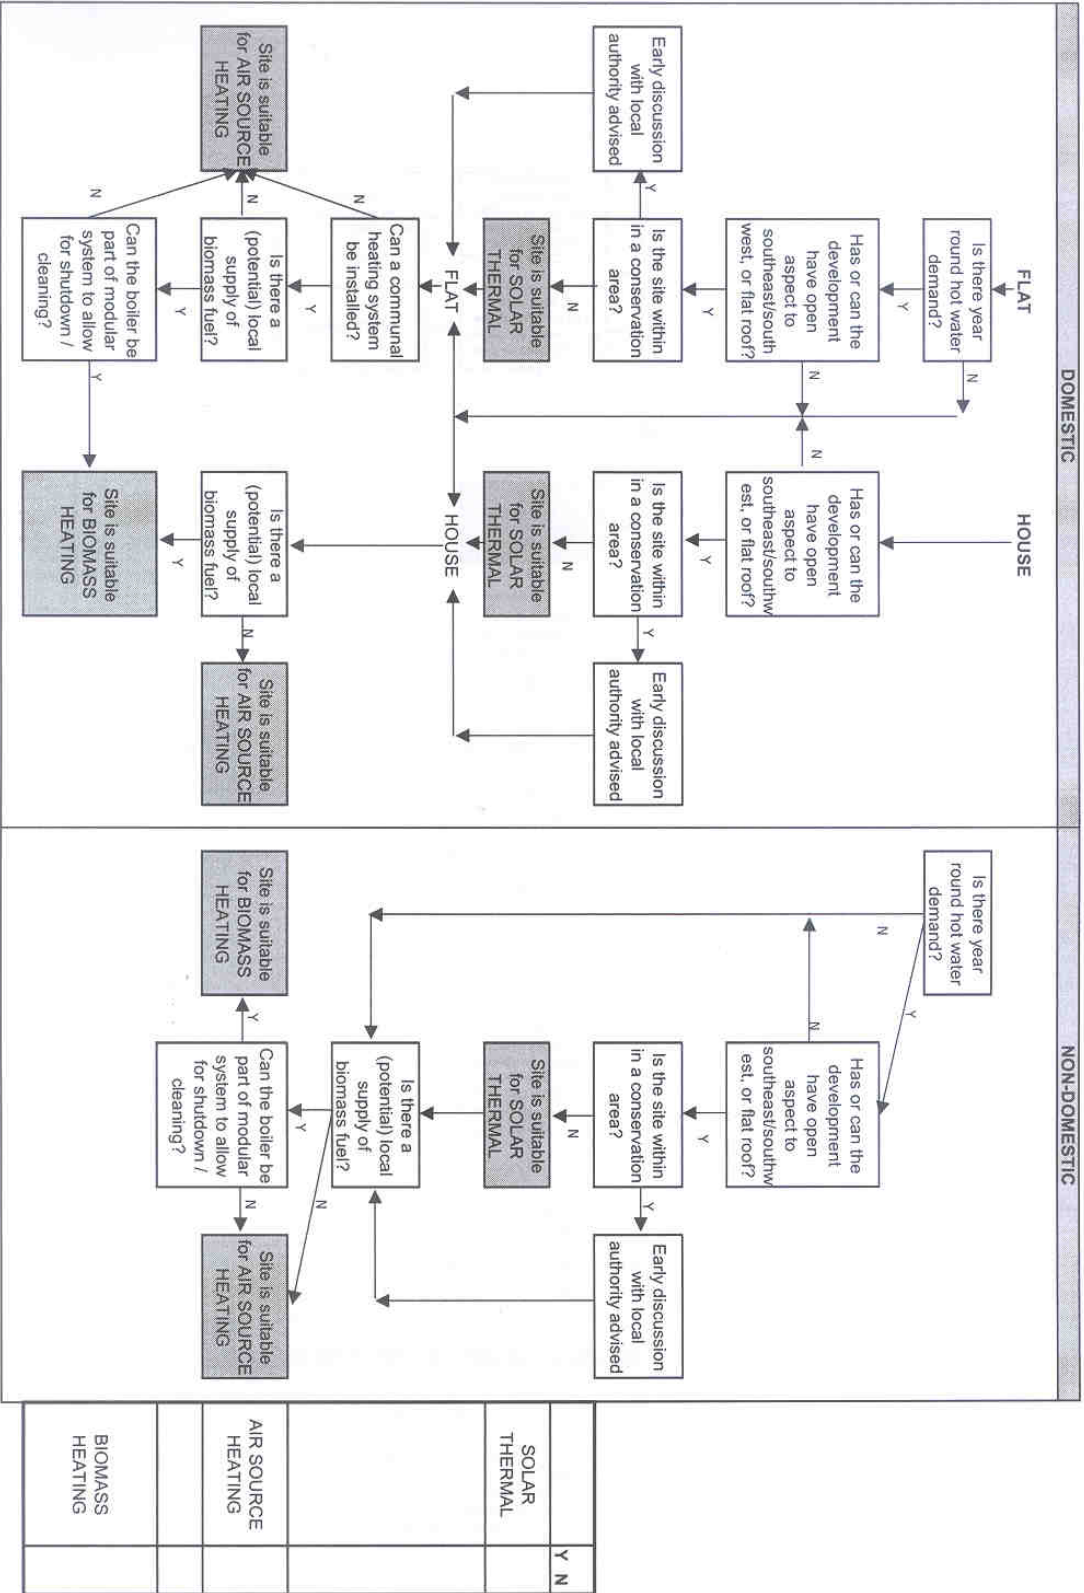 DOMESTIC
NON-DOMESTIC
FLAT
HOUSE
Is there year
round hot water
demand?
N
Y
Has or can the
development
have open
aspect to
southeast/south
west, or flat roof?
N
Y
Is the site within
in a conservation
area?
Y
N
Early discussion
with local
authority advised
Site is suitable
for SOLAR
THERMAL
FLAT
Can a communal
heating system
be installed?
N
Y
Is there a
(potential) local
supply of
biomass fuel?
N
Y
Can the boiler be
part of modular
system to allow
for shutdown /
cleaning?
N
Y
Site is suitable
for AIR SOURCE
HEATING
Has or can the
development
have open
aspect to
southeast/southw
est, or flat roof?
N
Y
Is the site within
in a conservation
area?
Y
N
Early discussion
with local
authority advised
Site is suitable
for SOLAR
THERMAL
HOUSE
Is there a
(potential) local
supply of
biomass fuel?
N
Y
Site is suitable
for AIR SOURCE
HEATING
Site is suitable
for BIOMASS
HEATING
Is there year
round hot water
demand?
N
Y
Has or can the
development
have open
aspect to
southeast/southw
est, or flat roof?
N
Y
Is the site within
in a conservation
area?
Y
N
Early discussion
with local
authority advised
Site is suitable
for SOLAR
THERMAL
Is there a
(potential) local
supply of
biomass fuel?
Y
N
Can the boiler be
part of modular
system to allow
for shutdown /
cleaning?
Y
N
Site is suitable
for BIOMASS
HEATING
Site is suitable
for AIR SOURCE
HEATING
Y N
SOLAR
THERMAL
AIR SOURCE
HEATING
BIOMASS
HEATING